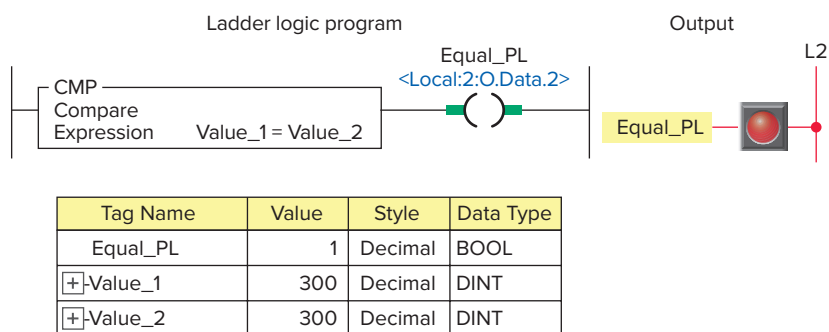 Ladder logic program
Output
L2
Equal_PL
<Local:2:O.Data.2>
CMP
Compare
Expression Value_1 = Value_2
Equal_PL
Tag Name Value Style Data Type
Equal_PL 1 Decimal BOOL
+-Value_1 300 Decimal DINT
+-Value_2 300 Decimal DINT